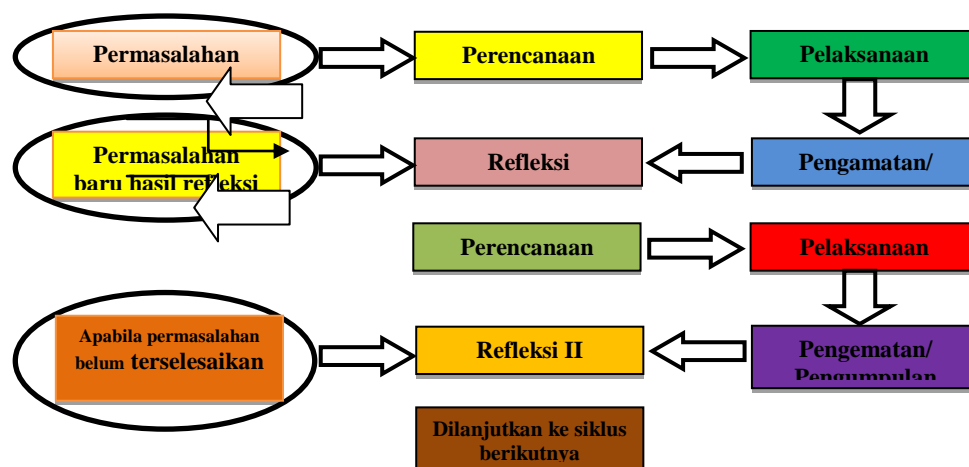 Permasalahan
Perencanaan
Pelaksanaan
Permasalahan
baru hasil refleksi
Refleksi
Pengamatan/
Perencanaan
Pelaksanaan
Apabila permasalahan
belum terselesaikan
Refleksi II
Pengematan/
Pengumpulan
Dilanjutkan ke siklus
berikutnya